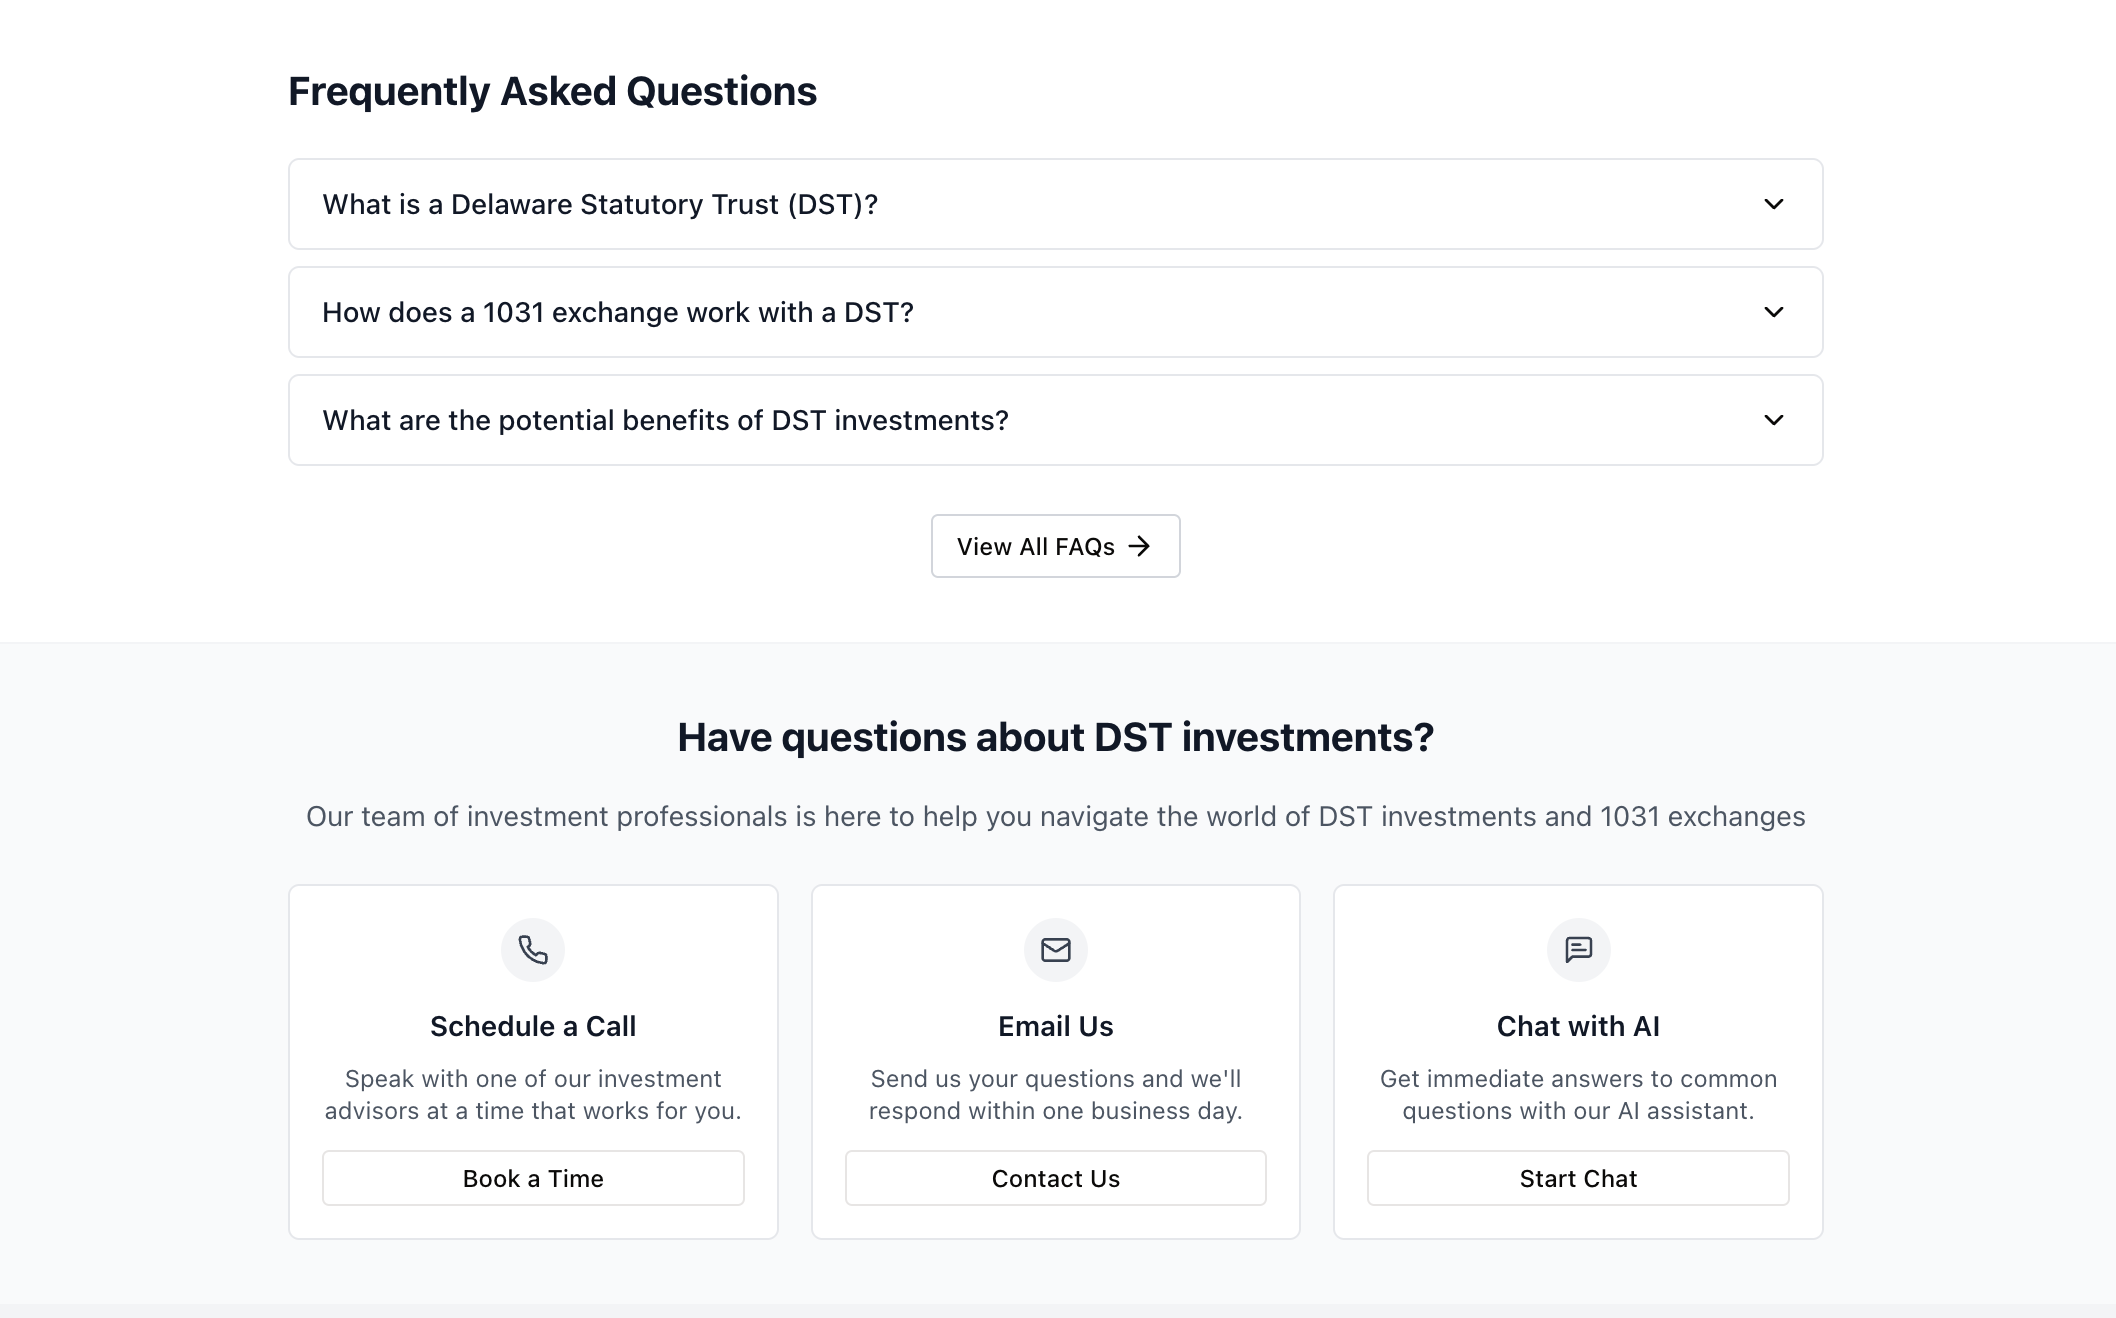 Frequently Asked Questions
What is a Delaware Statutory Trust (DST)?
How does a 1031 exchange work with a DST?
What are the potential benefits of DST investments?
View All FAQs
Have questions about DST investments?
Our team of investment professionals is here to help you navigate the world of DST investments and 1031 exchanges
Schedule a Call
Speak with one of our investment
advisors at a time that works for you.
Book a Time
Email Us
Send us your questions and we'll
respond within one business day.
Contact Us
Chat with AI
Get immediate answers to common
questions with our AI assistant.
Start Chat